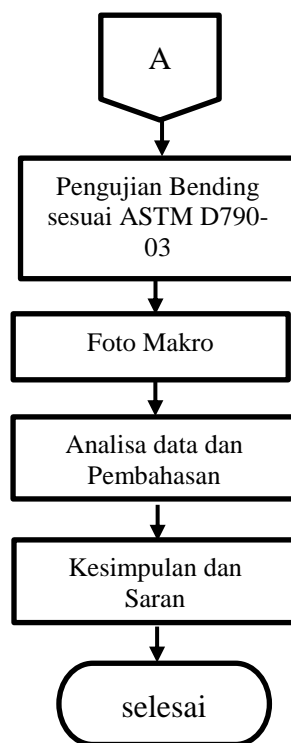 A
Pengujian Bending
sesuai ASTM D790-
03
Foto Makro
Analisa data dan
Pembahasan
Kesimpulan dan
Saran
selesai